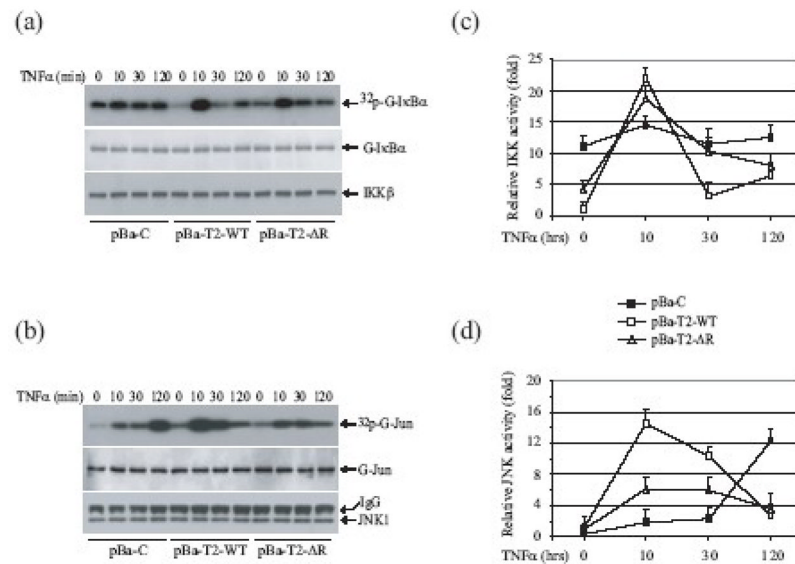 (a)
TNFα (min) 0 10 30 120 0 10 30 120 0 10 30 120
32p-G-IxBα
G-IxBα
IKKβ
pBa-C pBa-T2-WT pBa-T2-ΔR
(b)
TNFα (min) 0 10 30 120 0 10 30 120 0 10 30 120
32p-G-Jun
G-Jun
IgG
JNK1
pBa-C pBa-T2-WT pBa-T2-ΔR
(c)
Relative IKK activity (fold)
25
20
15
10
5
0
TNFα (hrs) 0 10 30 120
pBa-C
pBa-T2-WT
pBa-T2-ΔR
(d)
Relative JNK activity (fold)
20
16
12
8
4
0
TNFα (hrs) 0 10 30 120